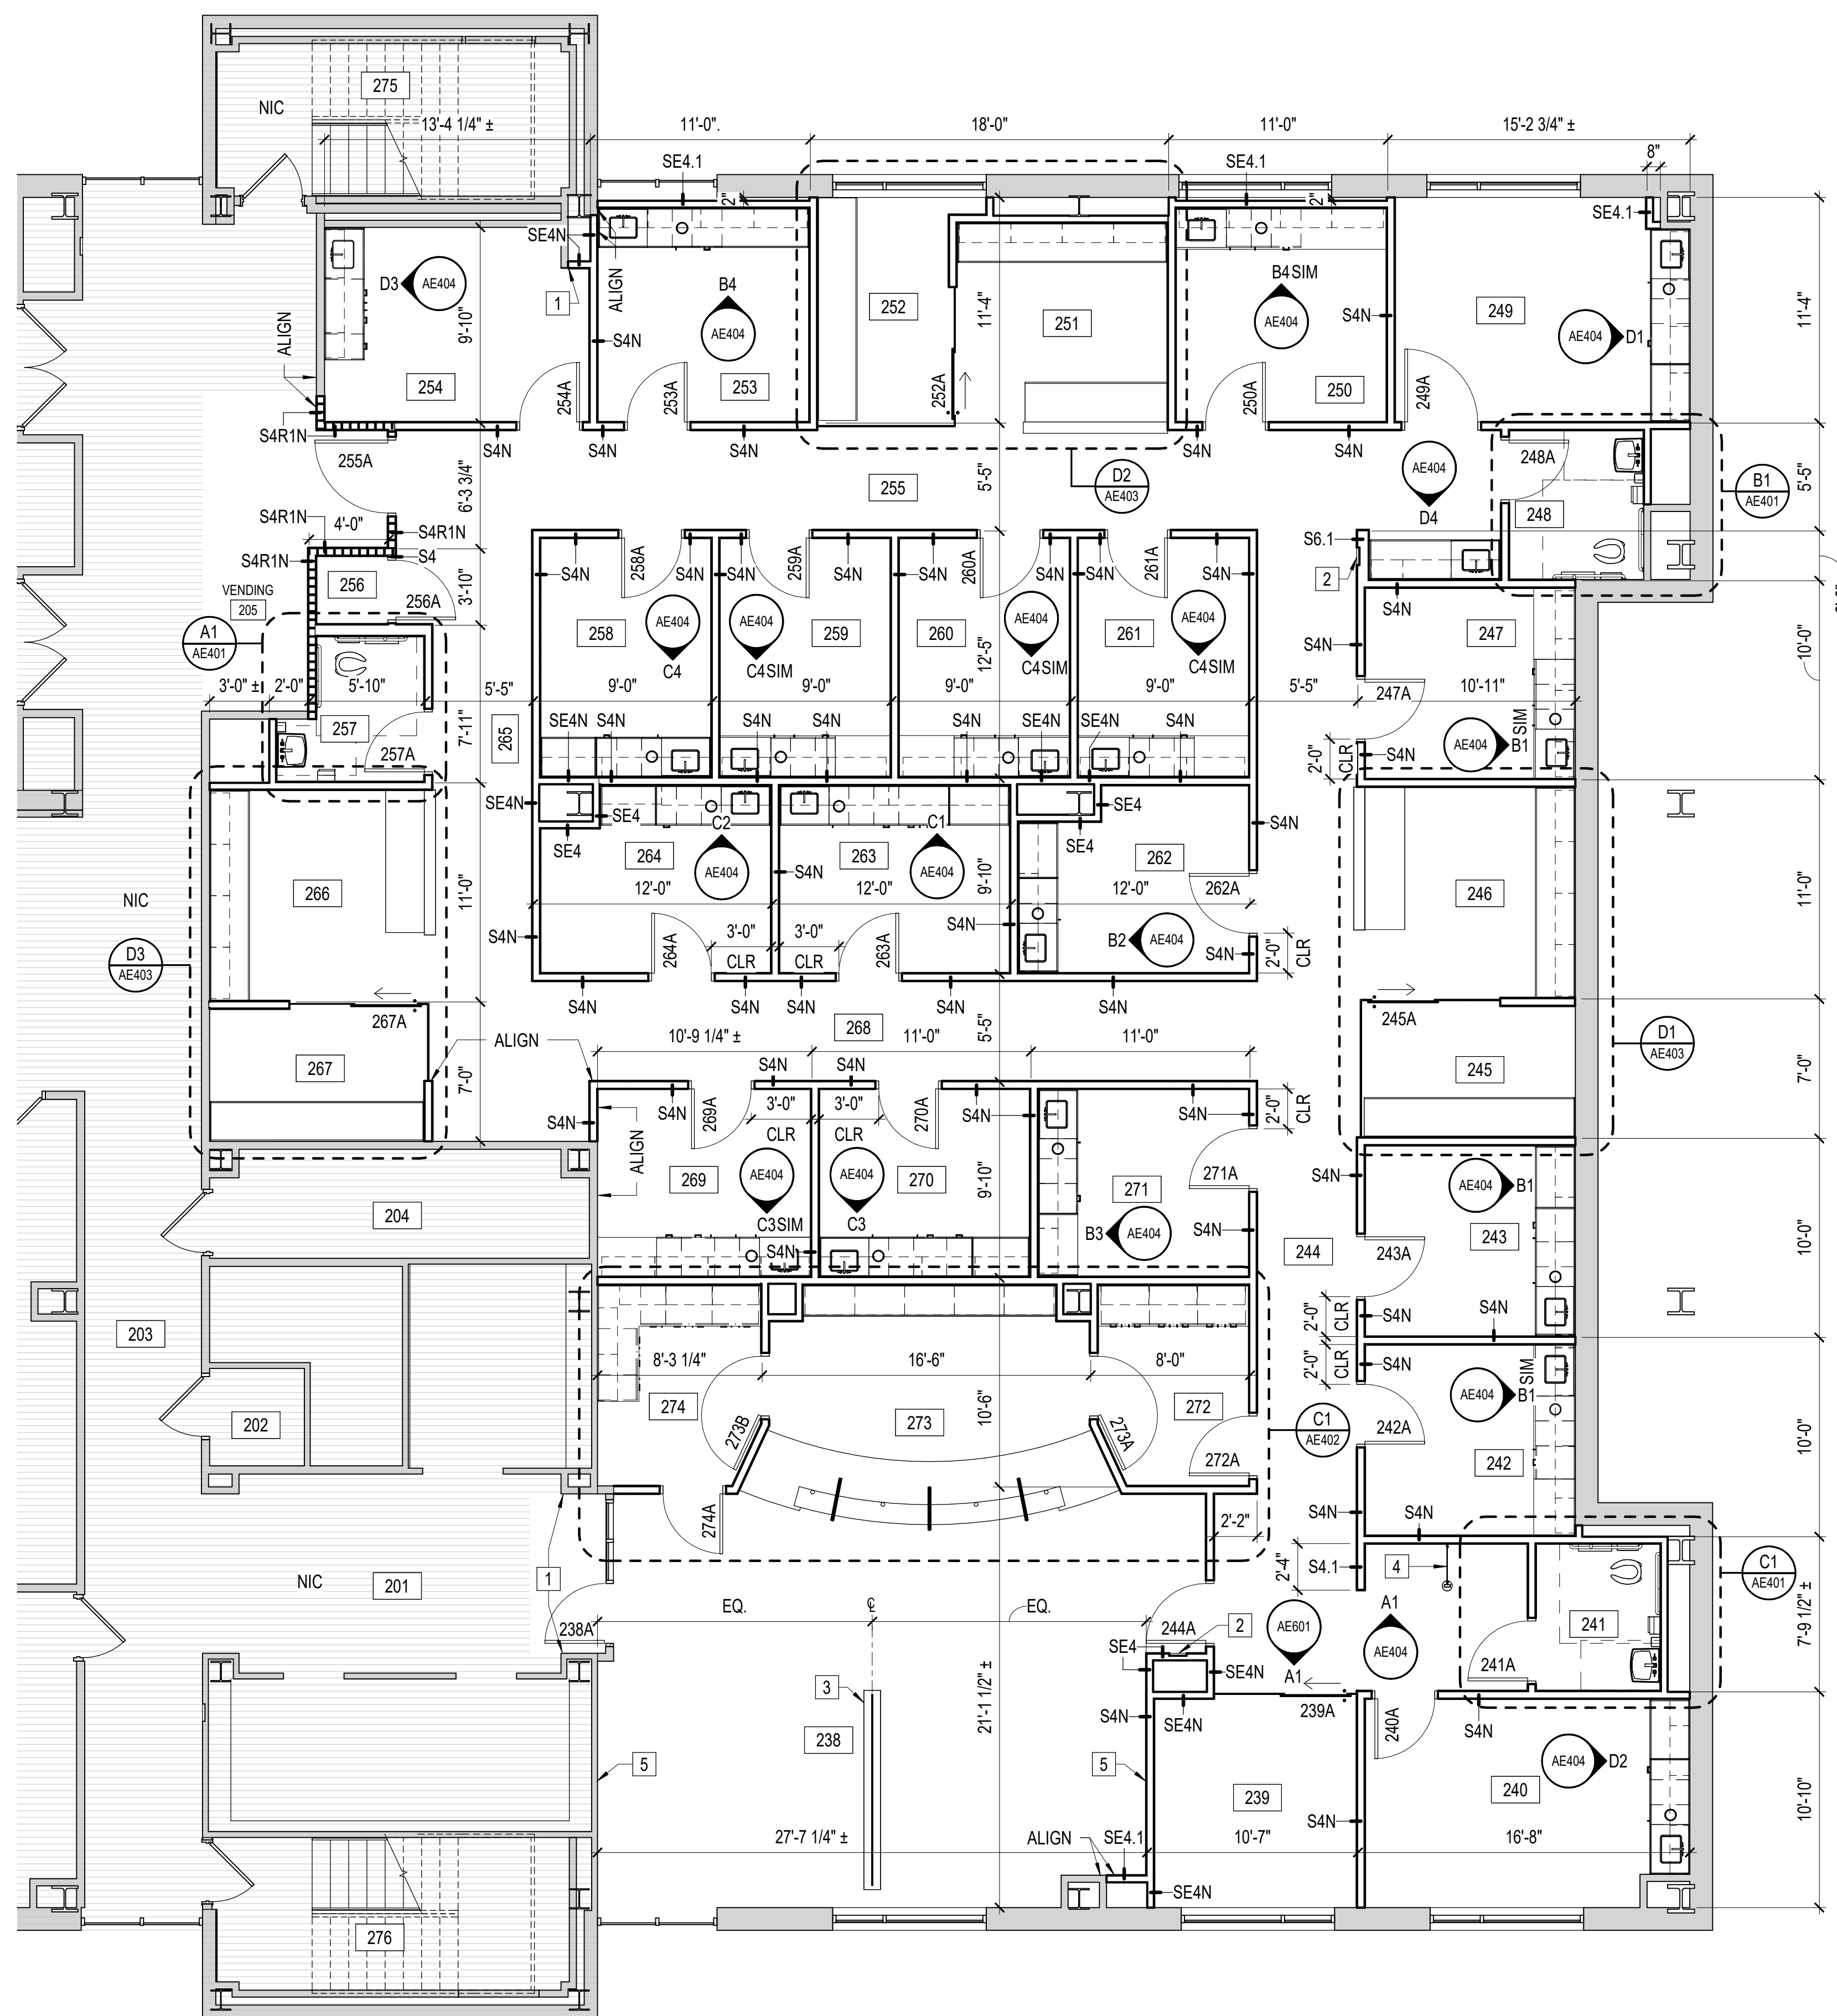 275
NIC
13'-4 1/4" ±
11'-0".
18'-0"
11'-0"
15'-2 3/4" ±
SE4.1
SE4.1
8"
2"
2"
SE4.1
SE4N
ALIGN
1
D3
AE404
B4
AE404
B4 SIM
AE404
AE404
D1
252
251
249
11'-4"
11'-4"
9'-10"
ALIGN
S4N
S4N
254
253
250
254A
253A
252A
250A
249A
S4R1N
S4N
S4N
S4N
S4N
S4N
255A
6'-3 3/4"
255
5'-5"
D2
AE403
AE404
D4
248A
248
B1
AE401
5'-5"
S4R1N
4'-0"
S4R1N
S4
S4R1N
256
256A
3'-10"
VENDING
205
A1
AE401
258A
259A
260A
261A
S6.1
2
S4N
S4N
S4N
S4N
S4N
S4N
S4N
S4N
S4N
258
AE404
C4
AE404
C4 SIM
259
260
AE404
C4 SIM
261
AE404
C4 SIM
12'-5"
S4N
247
10'-0"
3'-0" ±
2'-0"
5'-10"
5'-5"
9'-0"
9'-0"
9'-0"
9'-0"
5'-5"
10'-11"
247A
257
257A
7'-11"
265
SE4N
S4N
S4N
S4N
S4N
SE4N
SE4N
S4N
AE404
B1
SIM
2'-0"
CLR
S4N
SE4N
SE4
SE4
C2
C1
SE4
S4N
264
AE404
263
AE404
262
S4N
9'-10"
12'-0"
12'-0"
12'-0"
262A
266
11'-0"
NIC
246
11'-0"
S4N
264A
3'-0"
CLR
3'-0"
CLR
263A
S4N
B2
AE404
S4N
2'-0"
CLR
D3
AE403
S4N
S4N
S4N
S4N
S4N
267A
245A
268
5'-5"
10'-9 1/4" ±
11'-0"
11'-0"
ALIGN
267
7'-0"
245
7'-0"
D1
AE403
S4N
S4N
S4N
S4N
269A
3'-0"
CLR
3'-0"
CLR
270A
S4N
S4N
S4N
2'-0"
CLR
ALIGN
269
AE404
C3 SIM
AE404
C3
270
9'-10"
271
271A
S4N
AE404
B1
204
S4N
B3
AE404
S4N
244
243A
243
10'-0"
203
2'-0"
CLR
S4N
S4N
8'-3 1/4"
16'-6"
8'-0"
2'-0"
CLR
S4N
AE404
B1
SIM
202
274
273B
273
10'-6"
273A
272
272A
C1
AE402
242A
242
10'-0"
274A
2'-2"
S4N
S4N
NIC
201
1
2'-4"
S4.1
4
C1
AE401
EQ.
℄
EQ.
238A
244A
2
AE601
A1
A1
AE404
241
241A
7'-9 1/2" ±
SE4
SE4N
3
238
21'-1 1/2" ±
S4N
SE4N
239A
240A
S4N
5
5
AE404
D2
239
240
10'-10"
27'-7 1/4" ±
ALIGN
SE4.1
10'-7"
S4N
16'-8"
SE4N
276